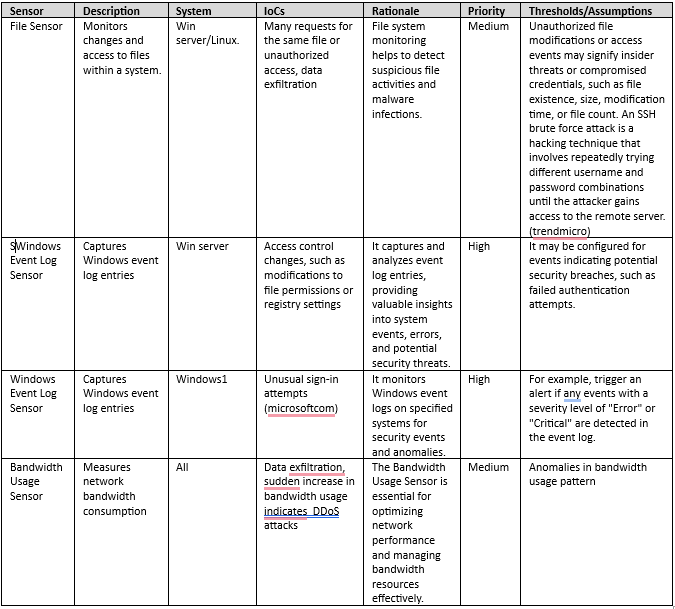 Sensor
Description
System
IoCs
Rationale
Priority
Thresholds/Assumptions
File Sensor
Monitors
changes and
access to files
within a system.
Win
server/Linux.
Many requests for
the same file or
unauthorized
access, data
exfiltration
File system
monitoring
helps to detect
suspicious file
activities and
malware
infections.
Medium
Unauthorized file
modifications or access
events may signify insider
threats or compromised
credentials, such as file
existence, size, modification
time, or file count. An SSH
brute force attack is a
hacking technique that
involves repeatedly trying
different username and
password combinations
until the attacker gains
access to the remote server.
(trendmicro)
SWindows
Event Log
Sensor
Captures
Windows event
log entries
Win server
Access control
changes, such as
modifications to
file permissions or
registry settings
It captures and
analyzes event
log entries,
providing
valuable insights
into system
events, errors,
and potential
security threats.
High
It may be configured for
events indicating potential
security breaches, such as
failed authentication
attempts.
Windows
Event Log
Sensor
Captures
Windows event
log entries
Windows1
Unusual sign-in
attempts
(microsoftcom)
It monitors
Windows event
logs on specified
systems for
security events
and anomalies.
High
For example, trigger an
alert if any events with a
severity level of "Error" or
"Critical" are detected
in the event log.
Bandwidth
Usage
Sensor
Measures
network
bandwidth
consumption
All
Data exfiltration,
sudden increase in
bandwidth usage
indicates  DDoS
attacks
The Bandwidth
Usage Sensor is
essential for
optimizing
network
performance
and managing
bandwidth
resources
effectively.
Medium
Anomalies in bandwidth
usage pattern